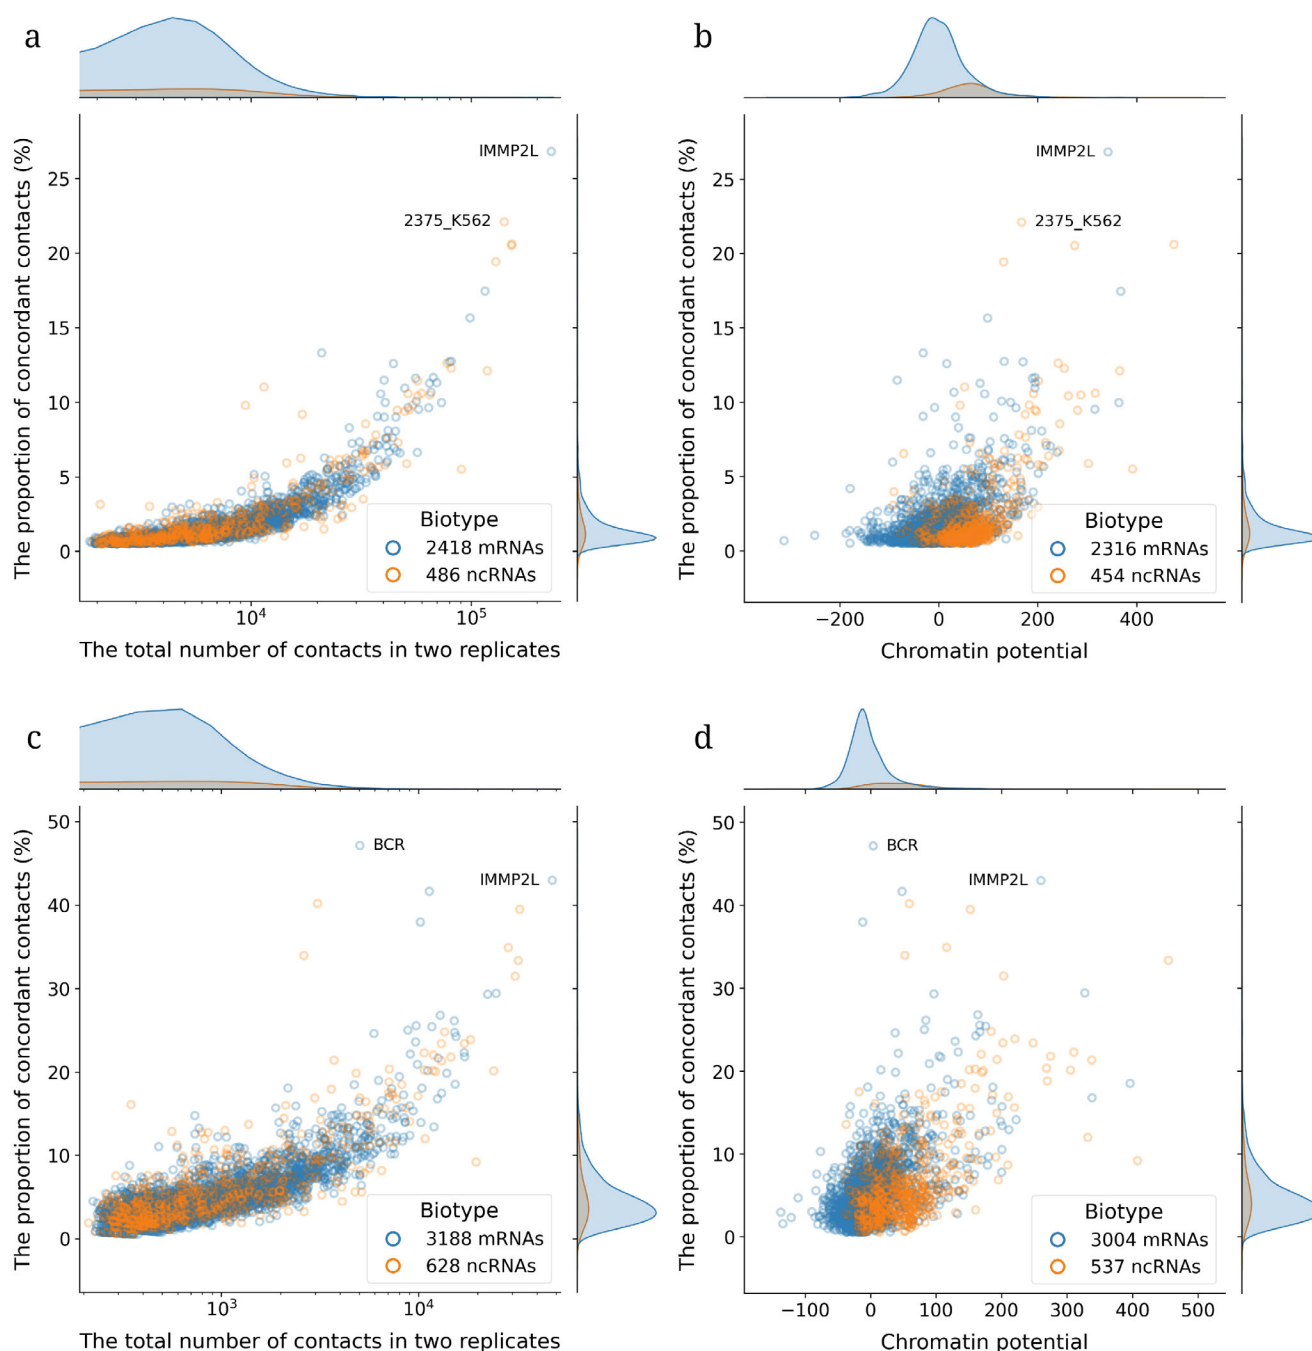 a
The proportion of concordant contacts (%)
25
20
15
10
5
0
IMMP2L
2375_K562
Biotype
2418 mRNAs
486 ncRNAs
10⁴
10⁵
The total number of contacts in two replicates
b
The proportion of concordant contacts (%)
25
20
15
10
5
0
IMMP2L
2375_K562
Biotype
2316 mRNAs
454 ncRNAs
−200
0
200
400
Chromatin potential
c
The proportion of concordant contacts (%)
50
40
30
20
10
0
BCR
IMMP2L
Biotype
3188 mRNAs
628 ncRNAs
10³
10⁴
The total number of contacts in two replicates
d
The proportion of concordant contacts (%)
50
40
30
20
10
0
BCR
IMMP2L
Biotype
3004 mRNAs
537 ncRNAs
−100
0
100
200
300
400
500
Chromatin potential